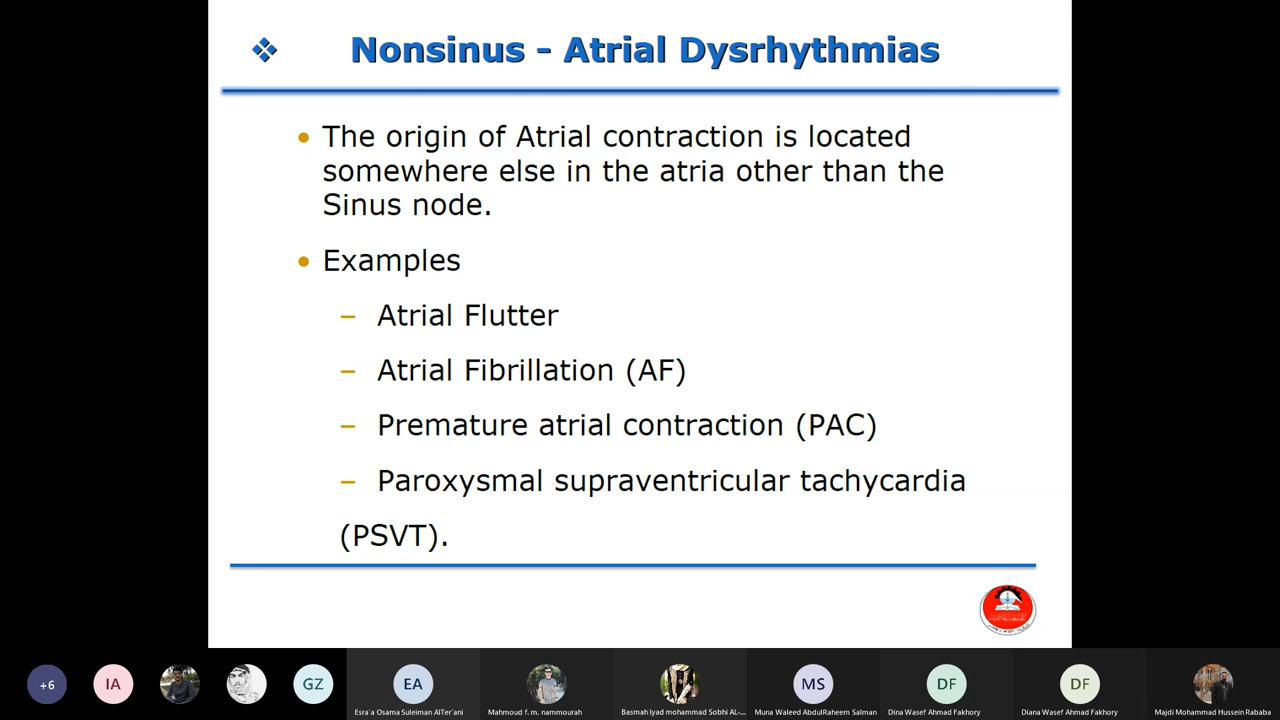 ❖ Nonsinus - Atrial Dysrhythmias
• The origin of Atrial contraction is located
somewhere else in the atria other than the
Sinus node.
• Examples
– Atrial Flutter
– Atrial Fibrillation (AF)
– Premature atrial contraction (PAC)
– Paroxysmal supraventricular tachycardia
(PSVT).
+6
IA
GZ
EA
MS
DF
DF
Esra'a Osama Suleiman AlTer'ani
Mahmoud f. m. nammourah
Basmah Iyad mohammad Sobhi AL-...
Muna Waleed AbdulRaheem Salman
Dina Wasef Ahmad Fakhory
Diana Wasef Ahmad Fakhory
Majdi Mohammad Hussein Rababa